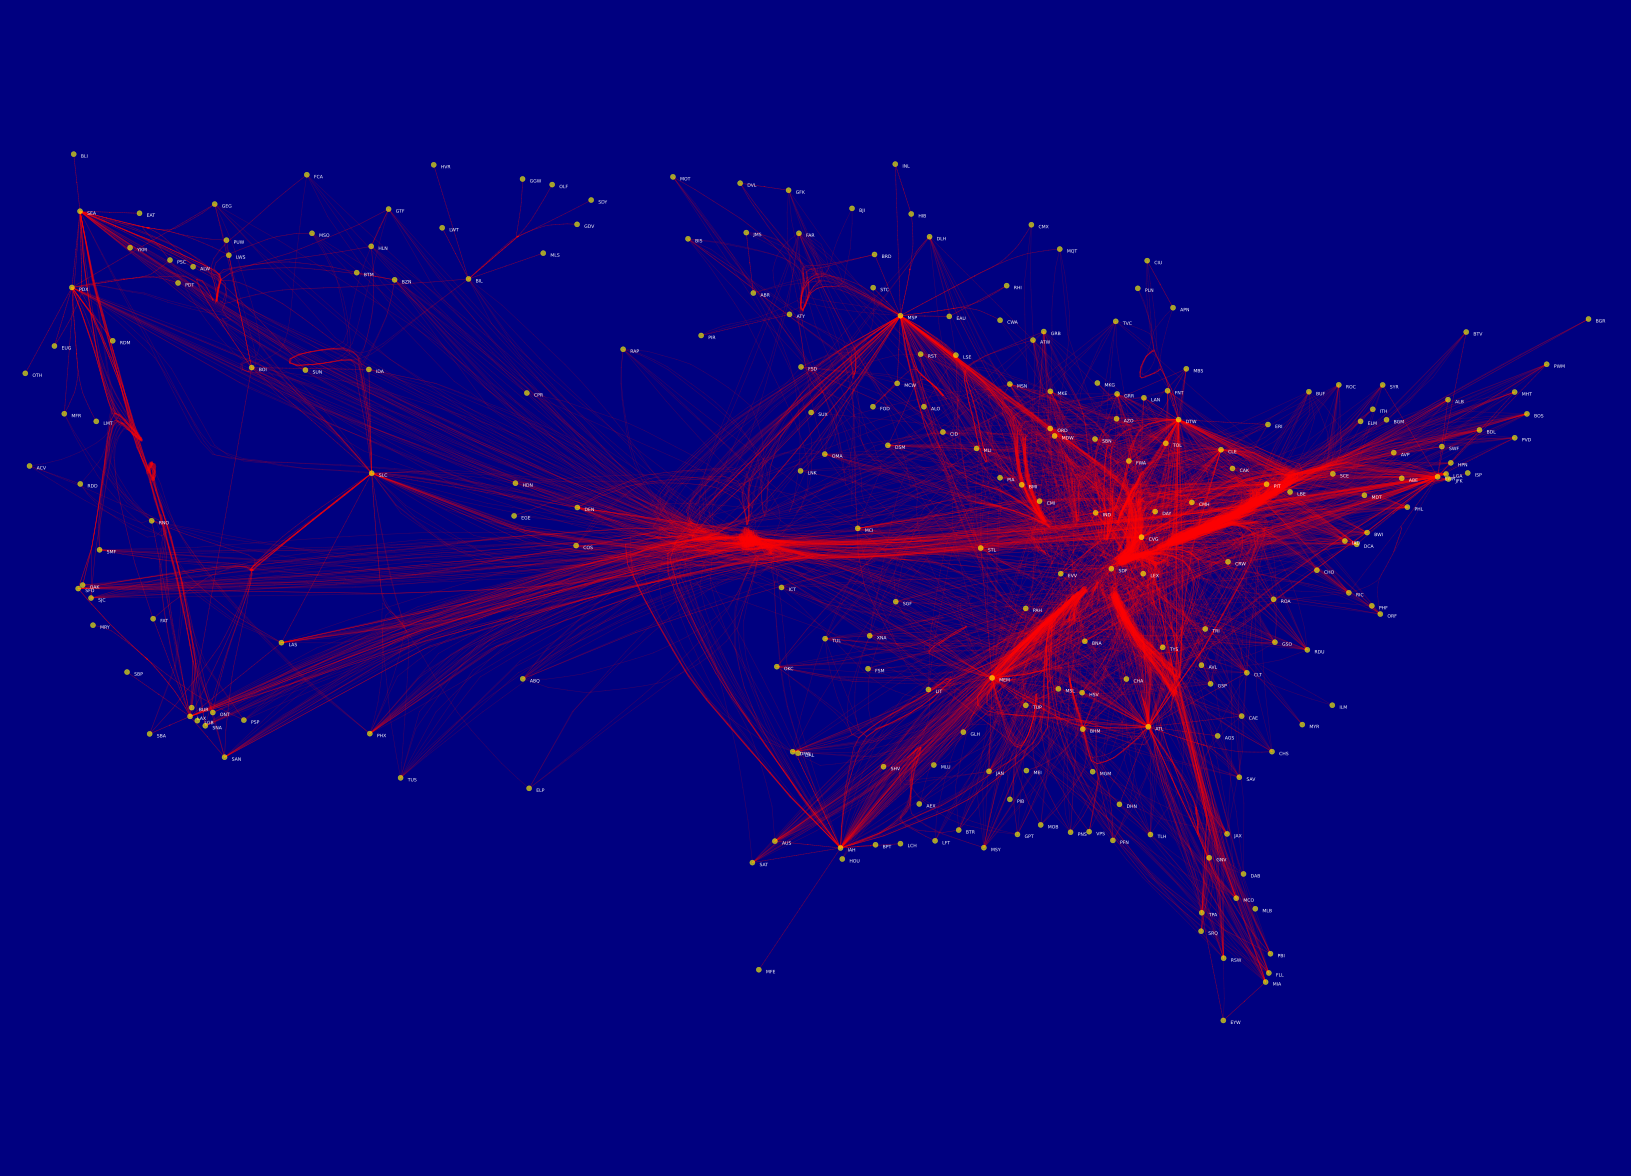 BLI
HVR
INL
FCA
MOT
GGW
OLF
DVL
GFK
SDY
GEG
GTF
BJI
SEA
EAT
HIB
GDV
CMX
LWT
MSO
JMS
FAR
BIS
DLH
PUW
HLN
YKM
MOT
MLS
LWS
BRD
PSC
CIU
ALW
BTM
BZN
BIL
PDT
PDX
STC
RHI
PLN
ABR
APN
ATY
MSP
EAU
CWA
TVC
BGR
GRB
BTV
PIR
ATW
RDM
EUG
RAP
RST
LSE
PWM
FSD
BOI
SUN
IDA
MBS
OTH
MCW
MSN
MKG
ROC
SYR
CPR
MKE
GRR
FNT
BUF
MHT
LAN
ALB
FOD
ALO
SUX
ITH
MFR
BOS
LMT
AZO
DTW
ELM
BGM
ERI
ORD
BDL
CID
MDW
PVD
SBN
TOL
DSM
MLI
CLE
SWF
OMA
AVP
FWA
HPN
ACV
CAK
LNK
SLC
SCE
LGA
ISP
PIA
ABE
JFK
RDD
HDN
BMI
PIT
LBE
MDT
CMI
CMH
DEN
PHL
IND
DAY
EGE
RNO
MCI
BWI
CVG
IAD
DCA
COS
STL
SMF
CRW
SDF
CHO
EVV
LEX
OAK
SFO
ICT
RIC
SJC
ROA
SGF
PHF
PAH
ORF
FAT
MRY
TRI
XNA
TUL
BNA
GSO
LAS
TYS
RDU
AVL
OKC
FSM
SBP
CLT
MEM
ABQ
CHA
GSP
LIT
MSL
HSV
TUP
ILM
BUR
ONT
LAX
CAE
PSP
SNA
MYR
ATL
BHM
GLH
SBA
PHX
AGS
CHS
DAL
SAN
MLU
SHV
JAN
MEI
MGM
TUS
SAV
ELP
PIB
AEX
DHN
MOB
BTR
PNS
VPS
GPT
TLH
JAX
AUS
LFT
PFN
BPT
LCH
IAH
MSY
GNV
HOU
SAT
DAB
MCO
MLB
TPA
SRQ
PBI
RSW
MFE
FLL
MIA
EYW